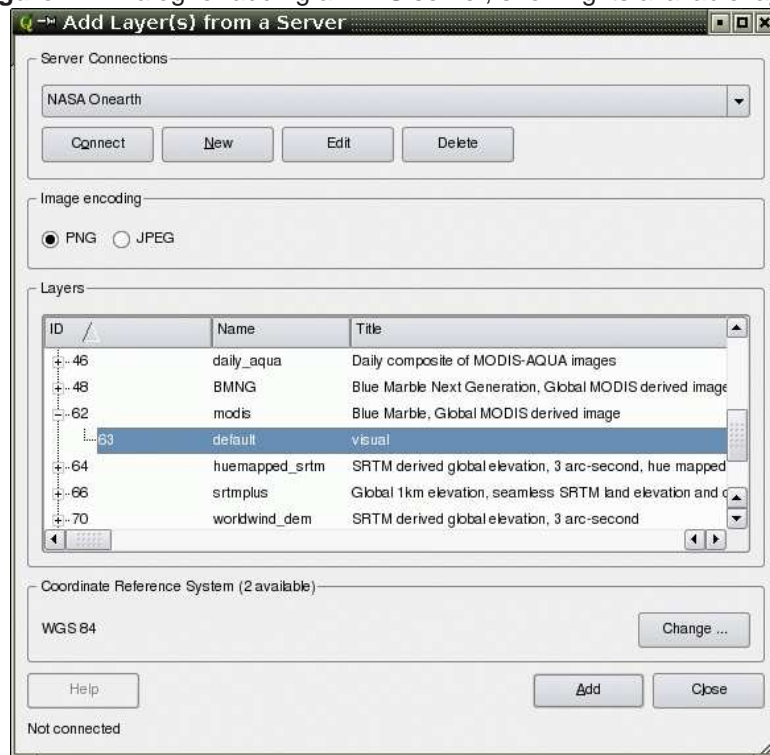 Add Layer(s) from a Server
Server Connections
NASA Onearth
Connect New Edit Delete
Image encoding
PNG JPEG
Layers
ID Name Title
46 daily_aqua Daily composite of MODIS-AQUA images
48 BMNG Blue Marble Next Generation, Global MODIS derived image
62 modis Blue Marble, Global MODIS derived image
63 default visual
64 huemapped_srtm SRTM derived global elevation, 3 arc-second, hue mapped
66 srtmplus Global 1km elevation, seamless SRTM land elevation and
70 worldwind_dem SRTM derived global elevation, 3 arc-second
Coordinate Reference System (2 available)
WGS 84 Change ...
Help Add Close
Not connected